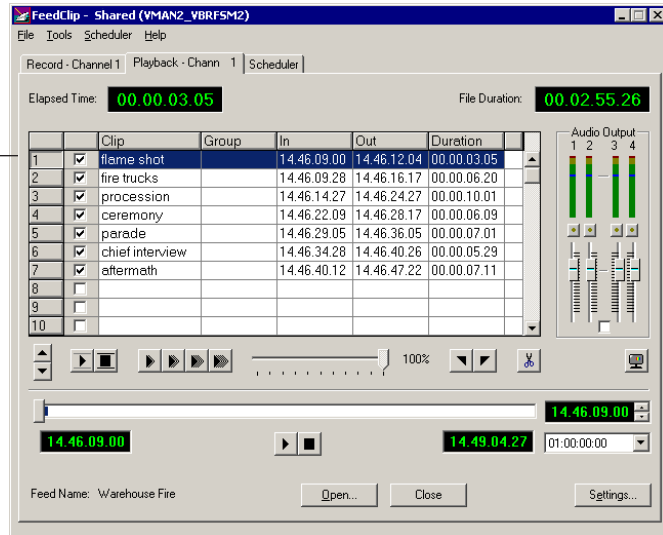 FeedClip - Shared (VMAN2_VBRFSM2)
File Tools Scheduler Help
Record - Channel 1 Playback - Chann 1 Scheduler
Elapsed Time: 00.00.03.05 File Duration: 00.02.55.26
Clip Group In Out Duration
1 flame shot 14.46.09.00 14.46.12.04 00.00.03.05
2 fire trucks 14.46.09.28 14.46.16.17 00.00.06.20
3 procession 14.46.14.27 14.46.24.27 00.00.10.01
4 ceremony 14.46.22.09 14.46.28.17 00.00.06.09
5 parade 14.46.29.05 14.46.36.05 00.00.07.01
6 chief interview 14.46.34.28 14.46.40.26 00.00.05.29
7 aftermath 14.46.40.12 14.46.47.22 00.00.07.11
8
9
10
Audio Output
1 2 3 4
100%
14.46.09.00
14.46.09.00 14.49.04.27 01:00:00:00
Feed Name: Warehouse Fire Open... Close Settings...